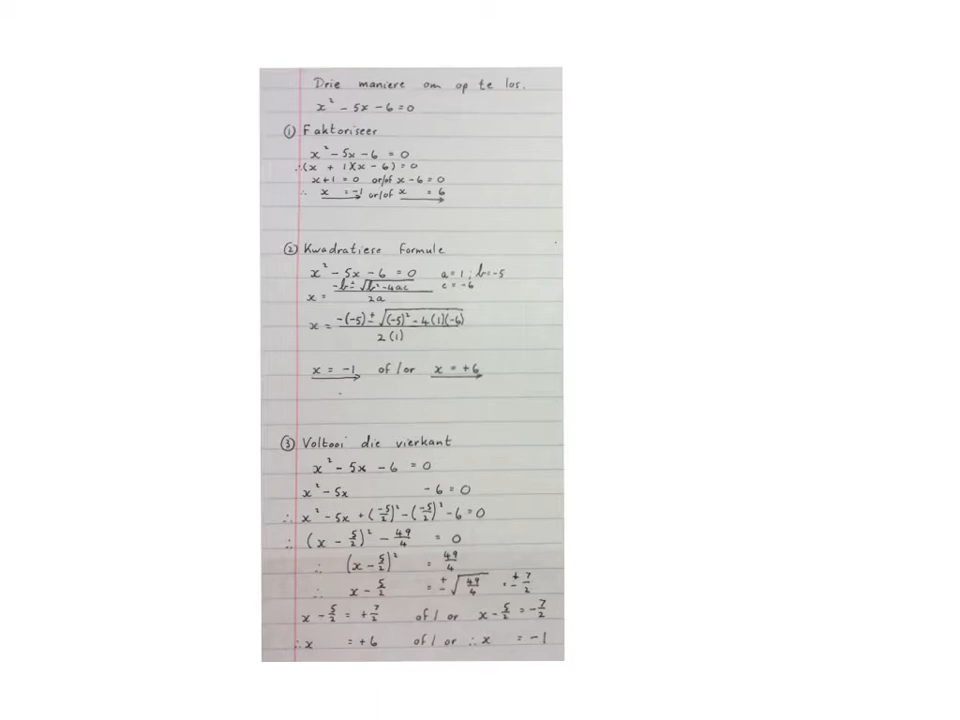 Drie maniere om op te los.
x² - 5x - 6 = 0
① Faktoriseer
x² - 5x - 6 = 0
∴ (x + 1)(x - 6) = 0
x + 1 = 0 or/of x - 6 = 0
∴ x = -1 or/of x = 6
② Kwadratiese formule
x² - 5x - 6 = 0 a = 1 ; b = -5
x = (-b ± √(b² - 4ac)) / 2a c = -6
x = (-(-5) ± √((-5)² - 4(1)(-6))) / 2(1)
x = -1 of/or x = +6
③ Voltooi die vierkant
x² - 5x - 6 = 0
x² - 5x - 6 = 0
∴ x² - 5x + (-5/2)² - (-5/2)² - 6 = 0
∴ (x - 5/2)² - 49/4 = 0
∴ (x - 5/2)² = 49/4
∴ x - 5/2 = ± √(49/4) = ± 7/2
x - 5/2 = +7/2 of/or x - 5/2 = -7/2
∴ x = +6 of/or ∴ x = -1